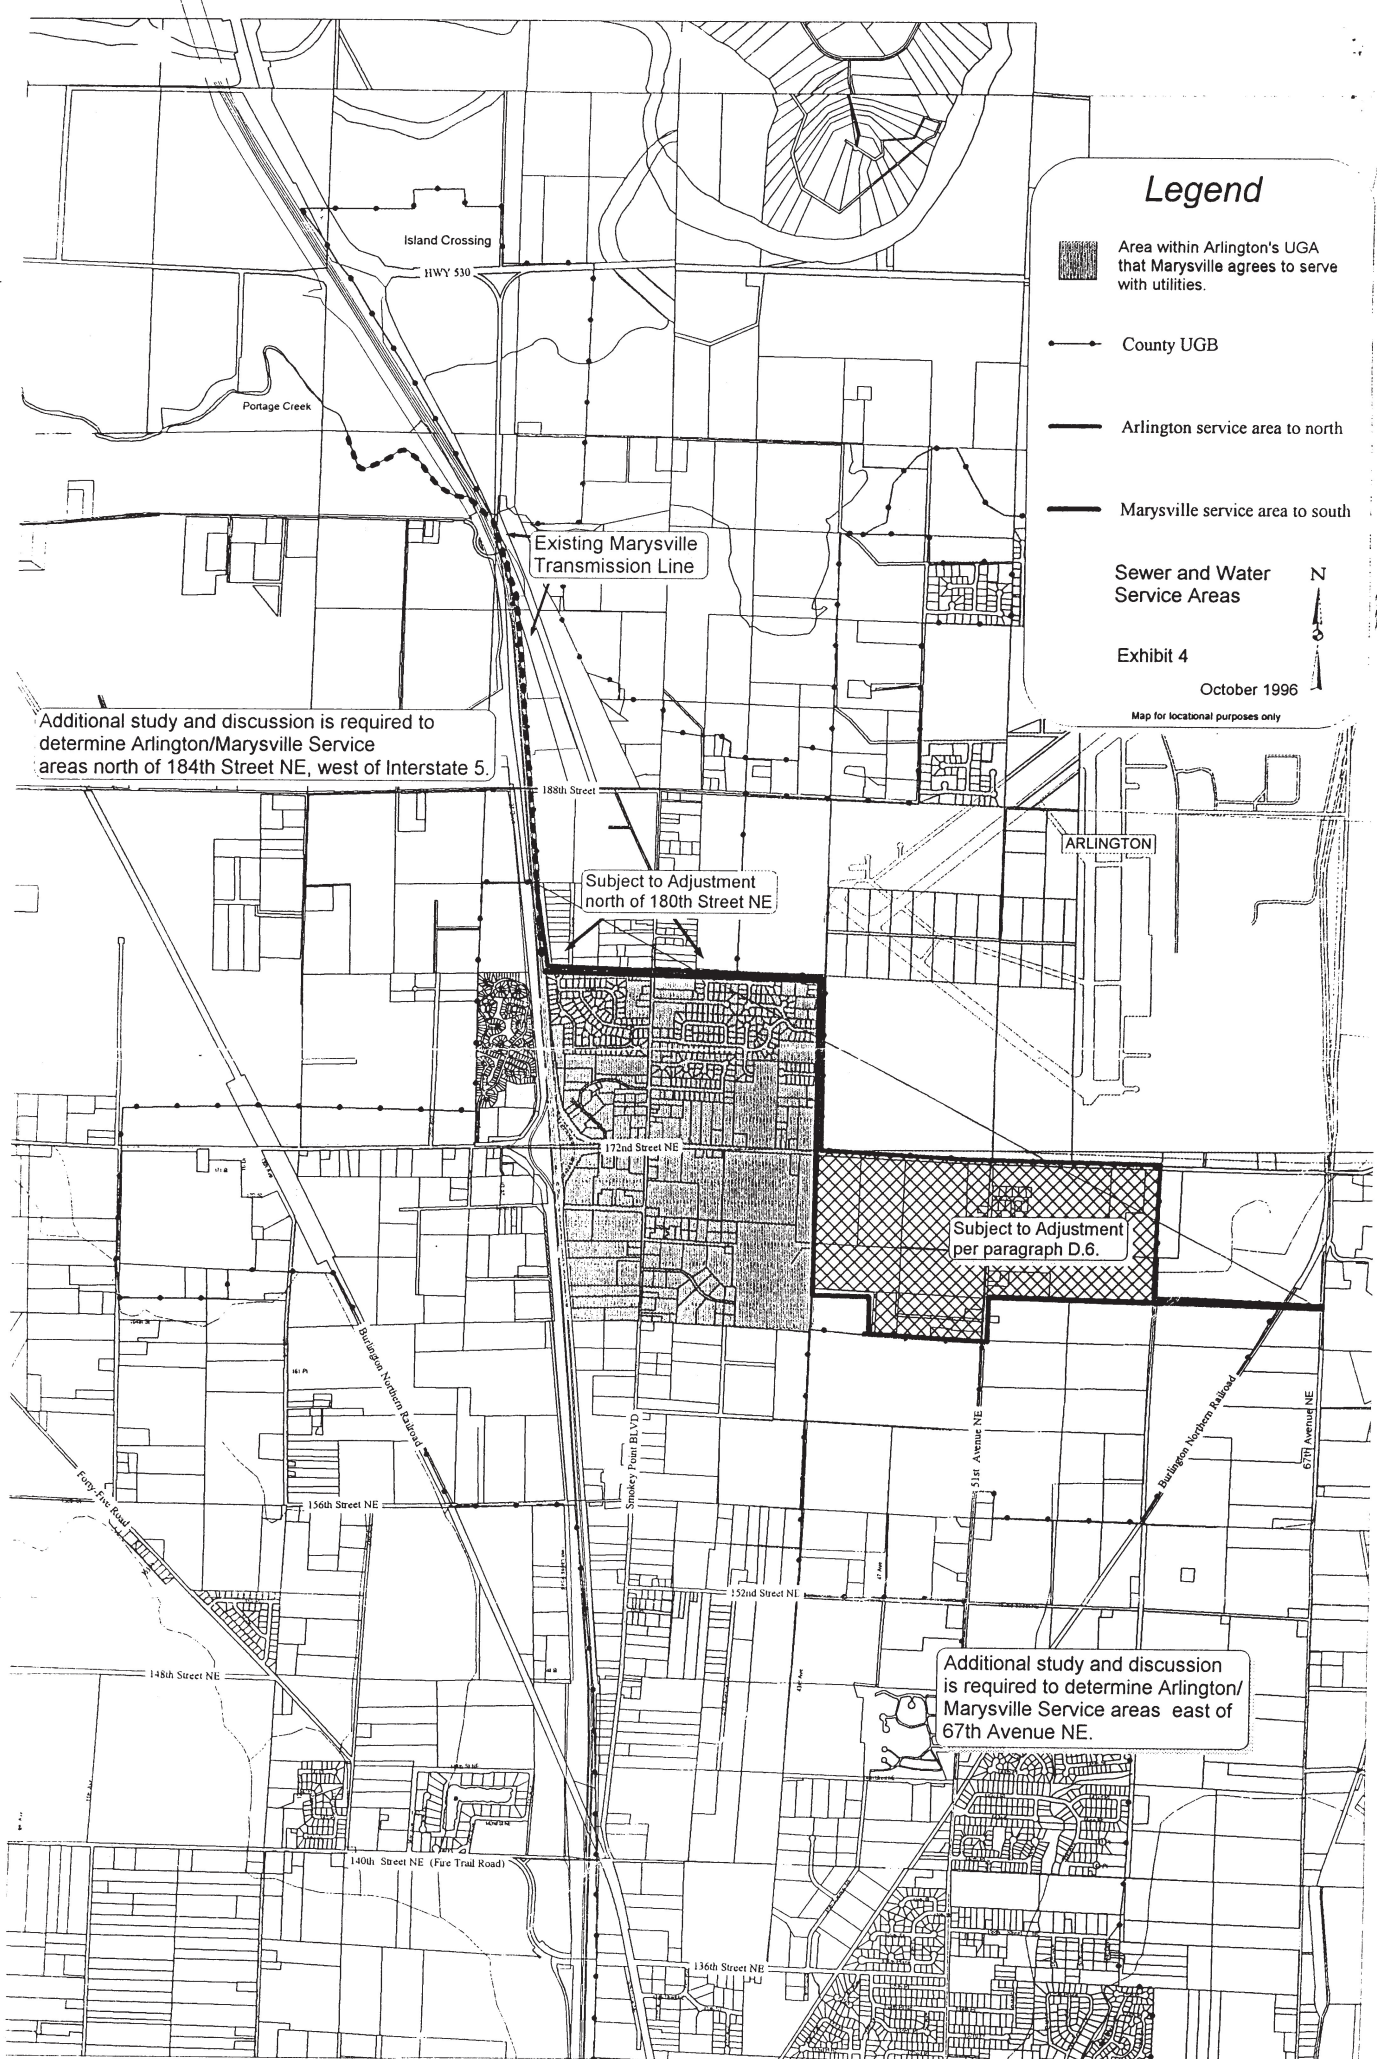 Legend
Area within Arlington's UGA
that Marysville agrees to serve
with utilities.
County UGB
Arlington service area to north
Marysville service area to south
Sewer and Water
Service Areas
N
Exhibit 4
October 1996
Map for locational purposes only
Island Crossing
HWY 530
Portage Creek
Existing Marysville
Transmission Line
Additional study and discussion is required to
determine Arlington/Marysville Service
areas north of 184th Street NE, west of Interstate 5.
188th Street
ARLINGTON
Subject to Adjustment
north of 180th Street NE
172nd Street NE
Subject to Adjustment
per paragraph D.6.
161 Pl
Burlington Northern Railroad
Smokey Point BLVD
51st Avenue NE
Burlington Northern Railroad
67th Avenue NE
Forty-Five Road
156th Street NE
152nd Street NE
148th Street NE
Additional study and discussion
is required to determine Arlington/
Marysville Service areas east of
67th Avenue NE.
140th Street NE (Fire Trail Road)
136th Street NE